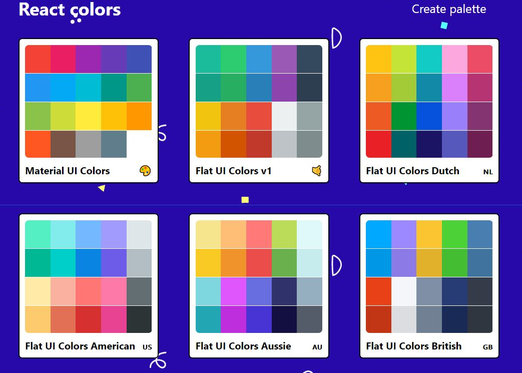 React colors
Create palette
Material UI Colors
Flat UI Colors v1
Flat UI Colors Dutch NL
Flat UI Colors American US
Flat UI Colors Aussie AU
Flat UI Colors British GB